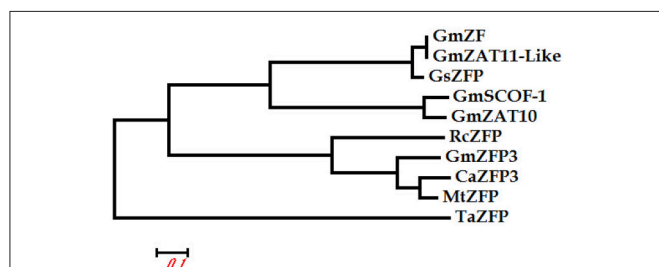 GmZF
GmZAT11-Like
GsZFP
GmSCOF-1
GmZAT10
RcZFP
GmZFP3
CaZFP3
MtZFP
TaZFP
0.1